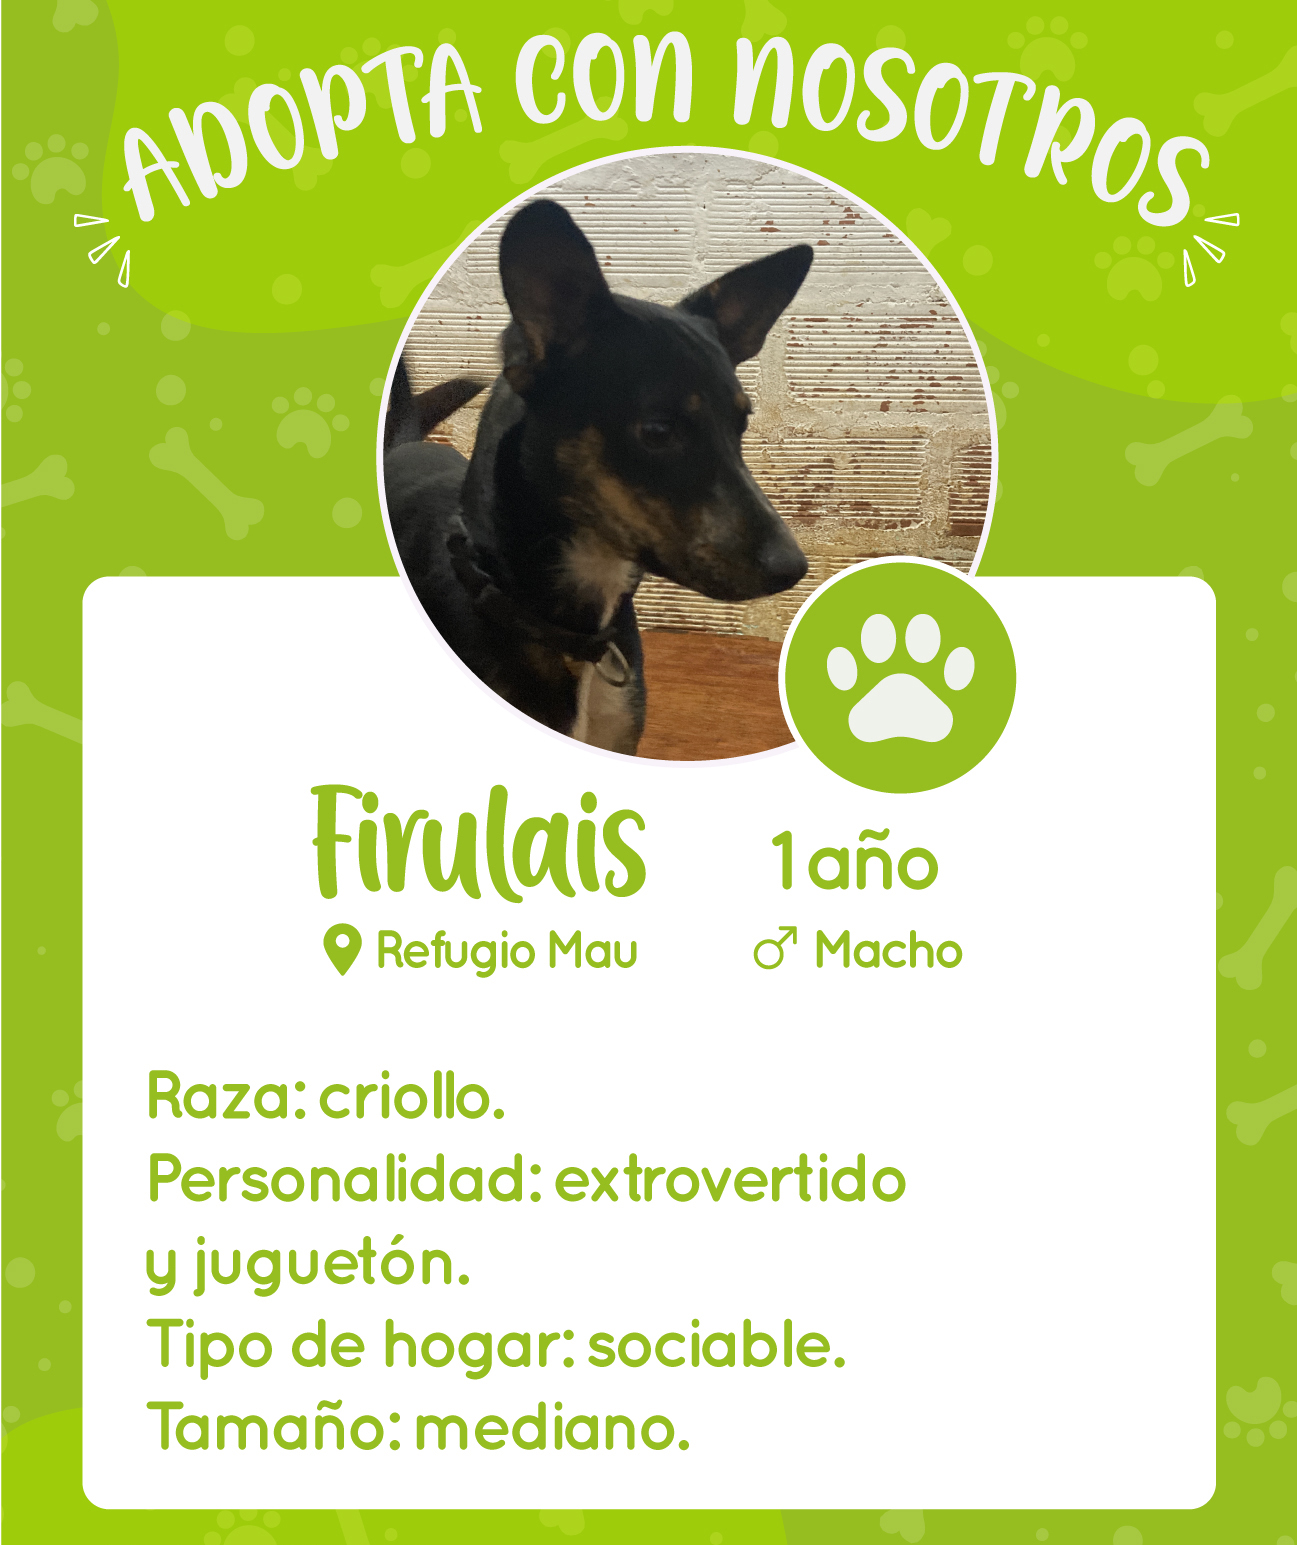 ADOPTA CON NOSOTROS
Firulais
1 año
Refugio Mau
Macho
Raza: criollo.
Personalidad: extrovertido
y juguetón.
Tipo de hogar: sociable.
Tamaño: mediano.